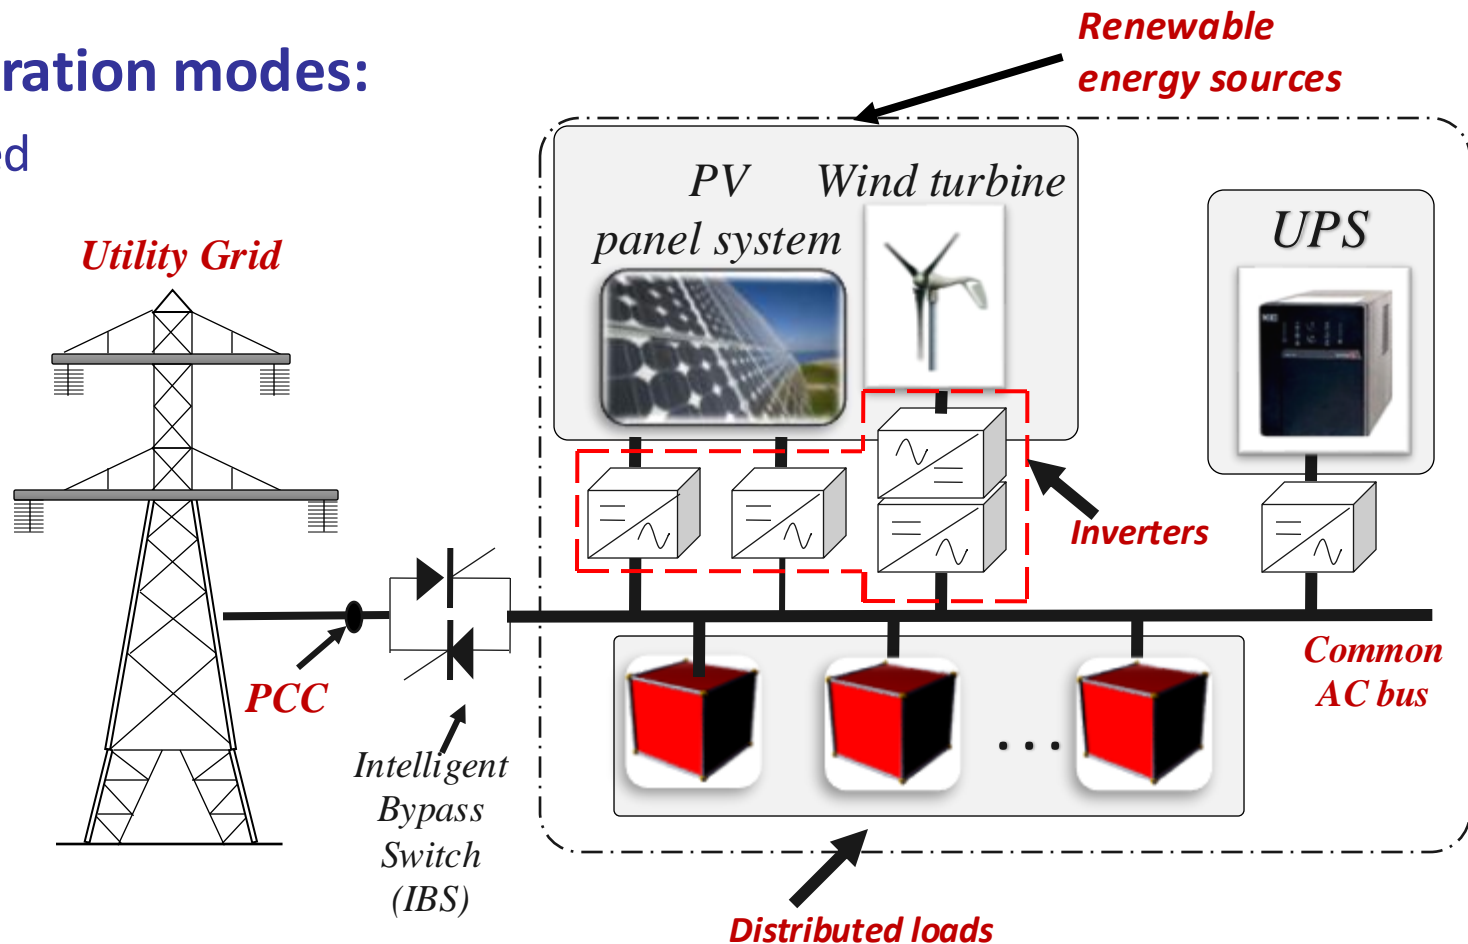 ration modes:
ed
Renewable
energy sources
PV
panel system
Wind turbine
UPS
Utility Grid
Inverters
PCC
Intelligent
Bypass
Switch
(IBS)
Common
AC bus
...
Distributed loads